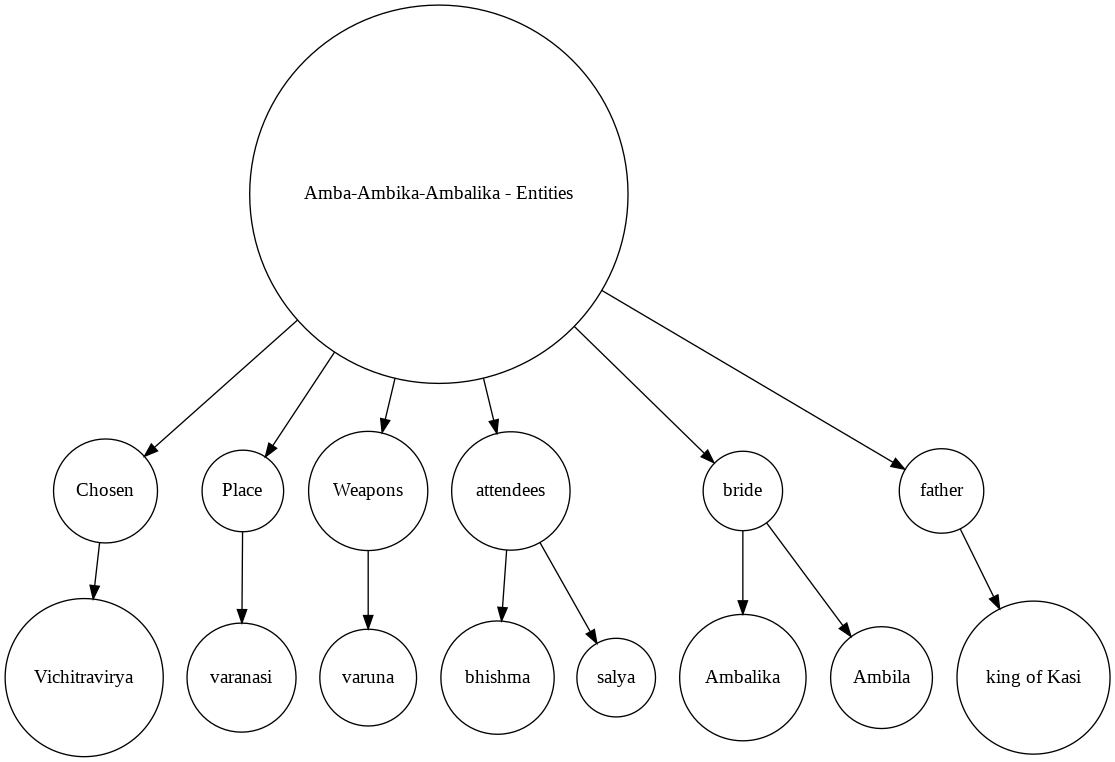 Amba-Ambika-Ambalika - Entities
Chosen
Place
Weapons
attendees
bride
father
Vichitravirya
varanasi
varuna
bhishma
salya
Ambalika
Ambila
king of Kasi